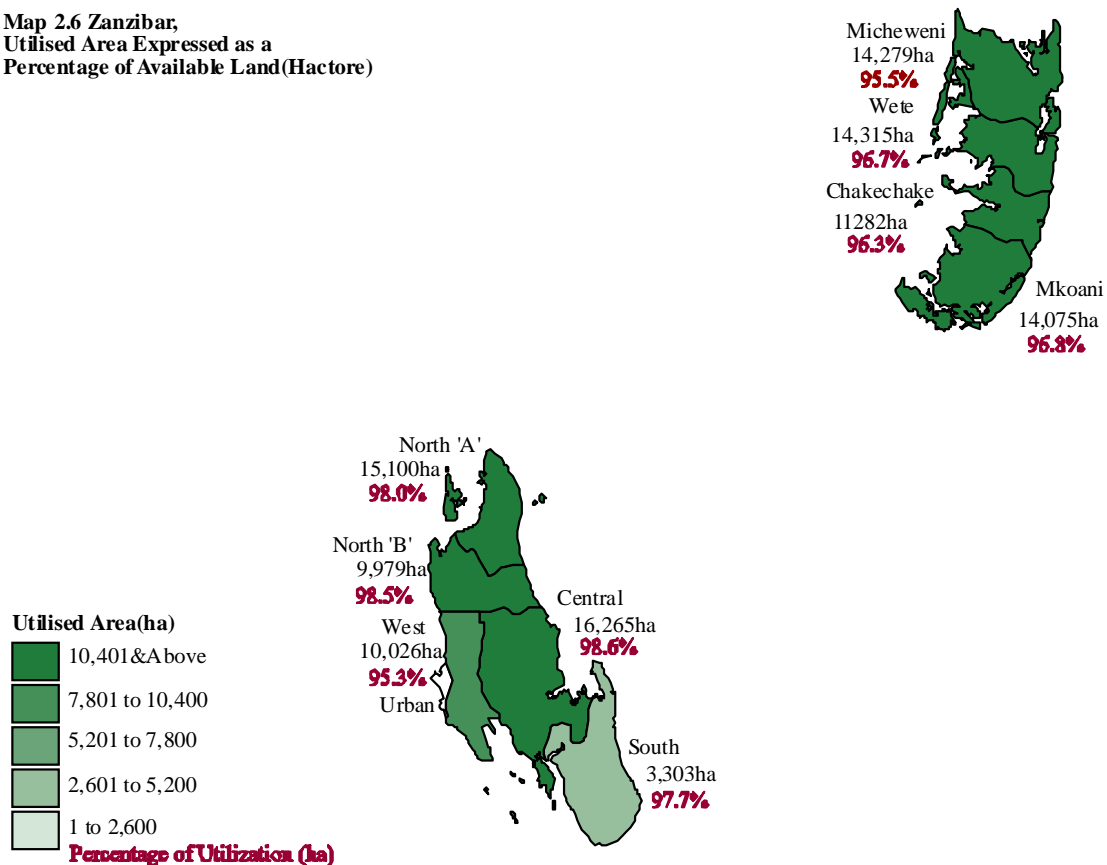 Map 2.6 Zanzibar,
Utilised Area Expressed as a
Percentage of Available Land(Hactore)
Micheweni
14,279ha
95.5%
Wete
14,315ha
96.7%
Chakechake
11282ha
96.3%
Mkoani
14,075ha
96.8%
North 'A'
15,100ha
98.0%
North 'B'
9,979ha
98.5%
Central
16,265ha
98.6%
West
10,026ha
95.3%
Urban
South
3,303ha
97.7%
Utilised Area(ha)
10,401&Above
7,801 to 10,400
5,201 to 7,800
2,601 to 5,200
1 to 2,600
Percentage of Utilization (ha)